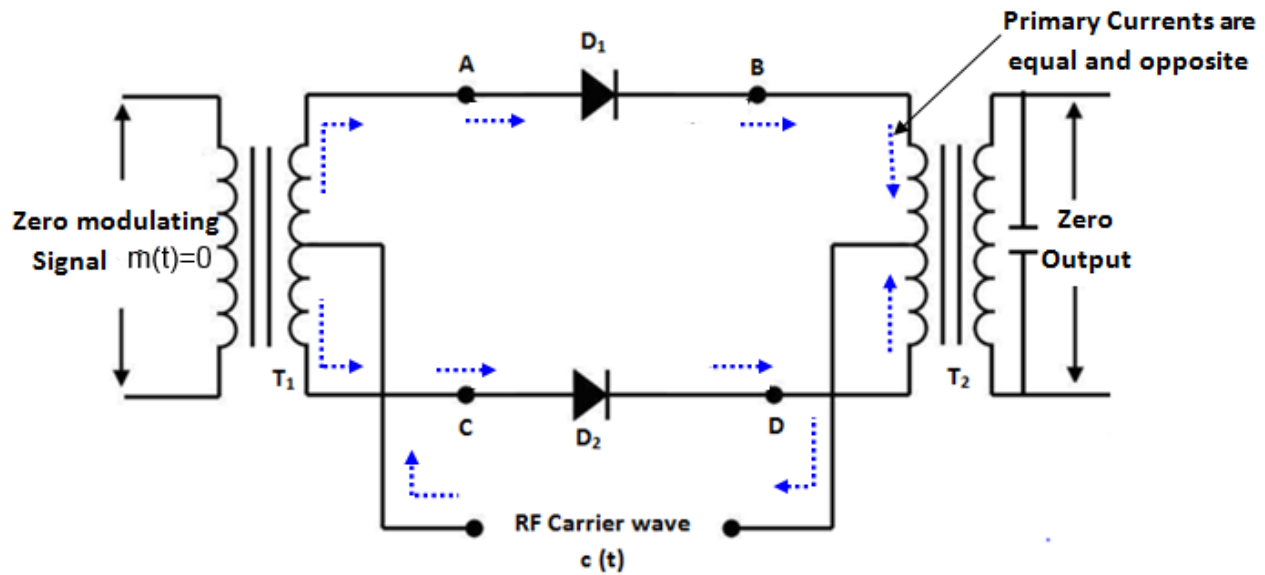 Primary Currents are
equal and opposite
D1
A
B
Zero modulating
Signal m(t)=0
Zero
Output
T1
T2
C
D2
D
RF Carrier wave
c (t)